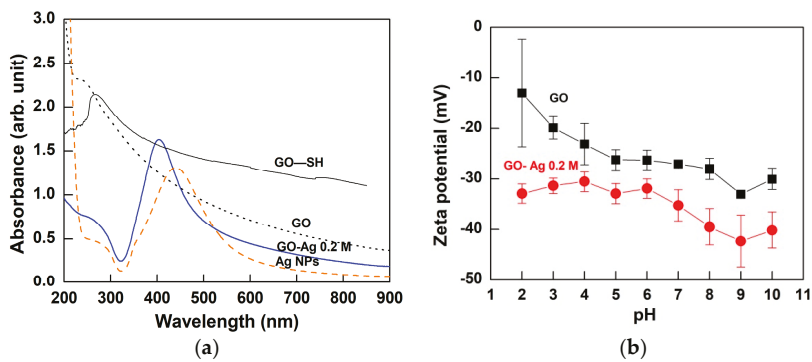 (a)
3.0
2.5
2.0
1.5
1.0
0.5
0.0
Absorbance (arb. unit)
GO—SH
GO
GO-Ag 0.2 M
Ag NPs
200 300 400 500 600 700 800 900
Wavelength (nm)
0
-10
-20
-30
-40
-50
Zeta potential (mV)
GO
GO- Ag 0.2 M
1 2 3 4 5 6 7 8 9 10 11
pH
(a)
(b)